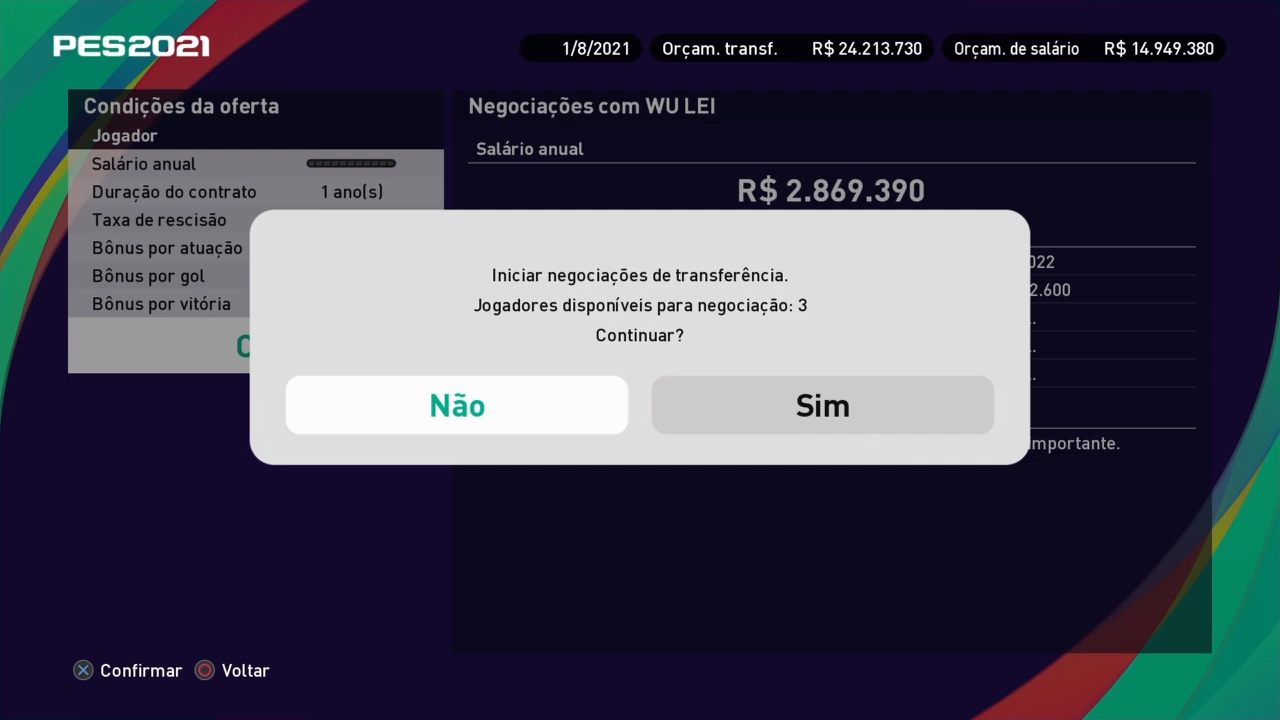 PES2021
1/8/2021 Orçam. transf. R$ 24.213.730 Orçam. de salário R$ 14.949.380
Condições da oferta
Jogador
Salário anual
Duração do contrato 1 ano(s)
Taxa de rescisão
Bônus por atuação
Bônus por gol
Bônus por vitória
Negociações com WU LEI
Salário anual
R$ 2.869.390
022
2.600
importante.
Iniciar negociações de transferência.
Jogadores disponíveis para negociação: 3
Continuar?
Não Sim
Confirmar Voltar